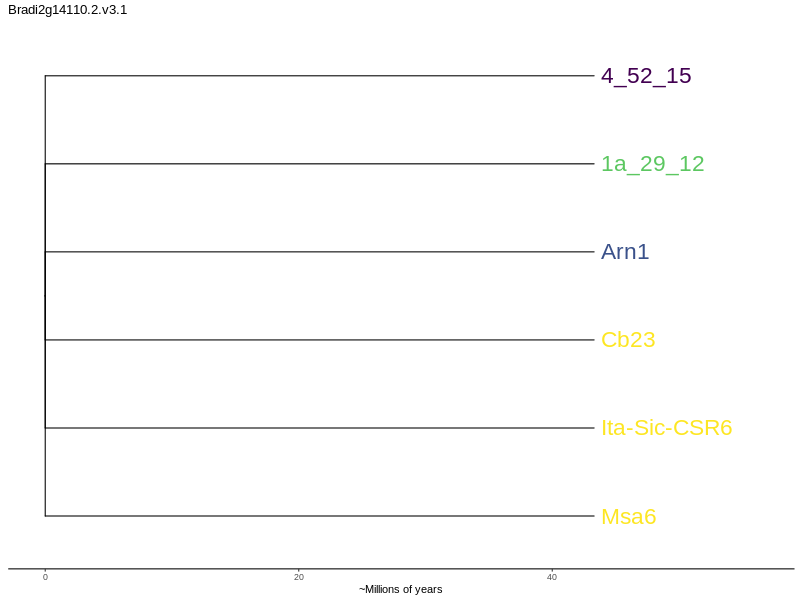 Bradi2g14110.2.v3.1
4_52_15
1a_29_12
Arn1
Cb23
Ita-Sic-CSR6
Msa6
0 20 40
~Millions of years